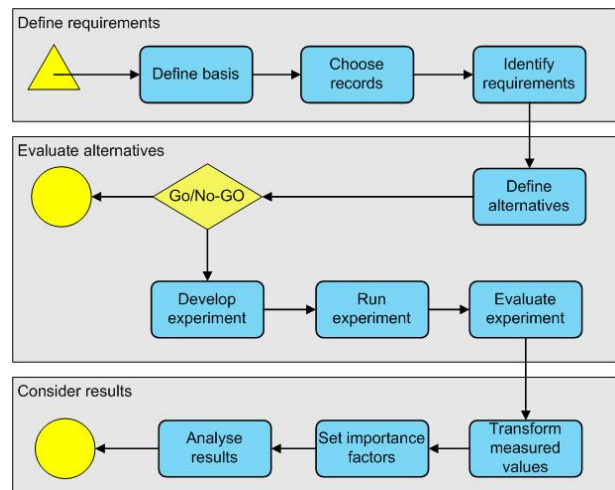 Define requirements
Define basis
Choose
records
Identify
requirements
Evaluate alternatives
Go/No-GO
Define
alternatives
Develop
experiment
Run
experiment
Evaluate
experiment
Consider results
Analyse
results
Set importance
factors
Transform
measured
values